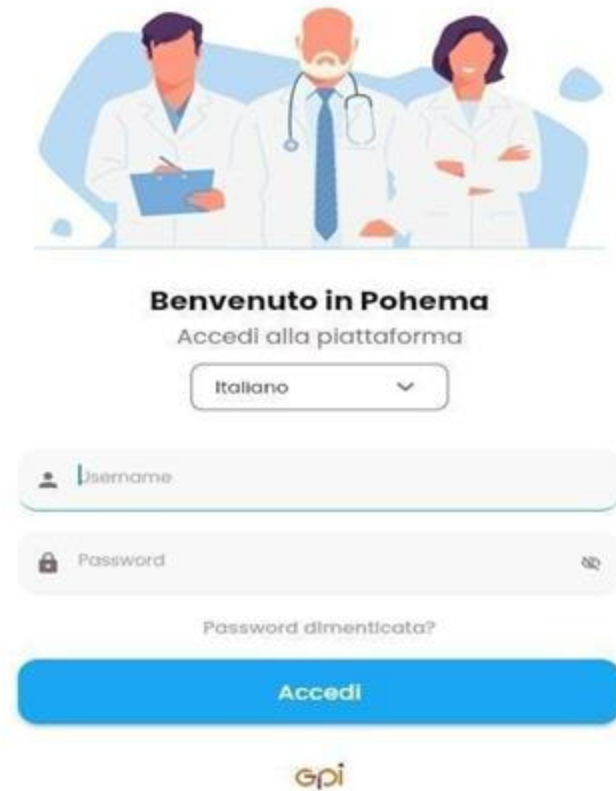 Benvenuto in Pohema
Accedi alla piattaforma
Italiano
Username
Password
Password dimenticata?
Accedi
Gpi